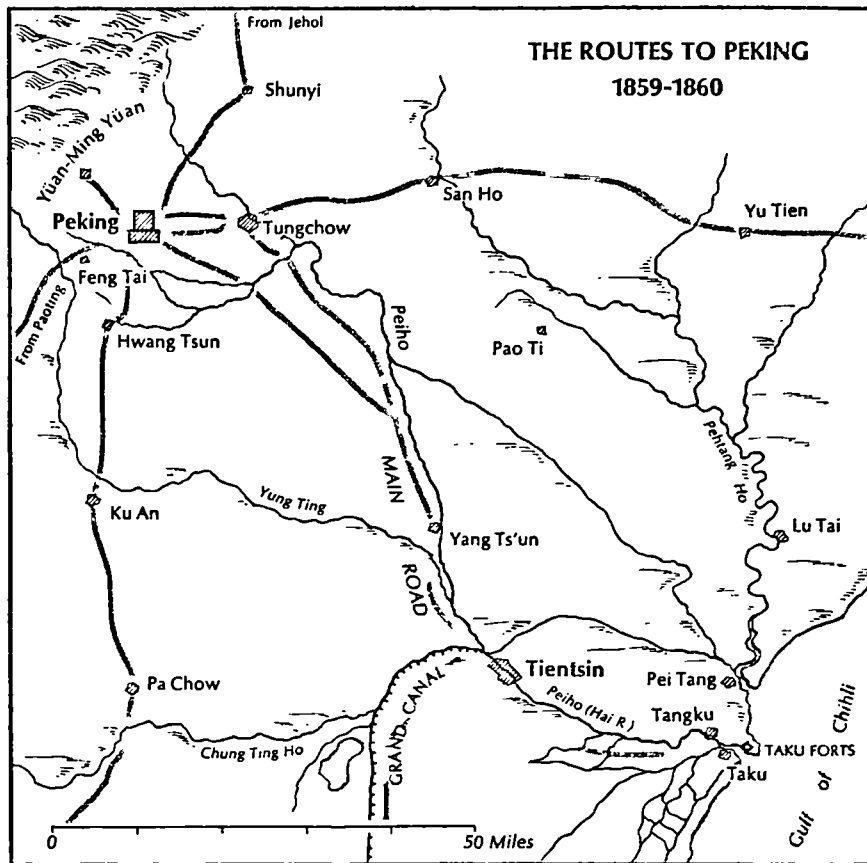 From Jehol
THE ROUTES TO PEKING
1859-1860
Shunyi
Yüan-Ming Yüan
San Ho
Peking
Tungchow
Yu Tien
Feng Tai
From Paoting
Hwang Tsun
Peiho
Pao Ti
Pehtang Ho
MAIN
Ku An
Yung Ting
Yang Ts'un
Lu Tai
ROAD
Tientsin
Pa Chow
Pei Tang
GRAND CANAL
Peiho (Hai R)
Tangku
Chung Ting Ho
TAKU FORTS
Taku
Gulf of Chihli
0
50 Miles